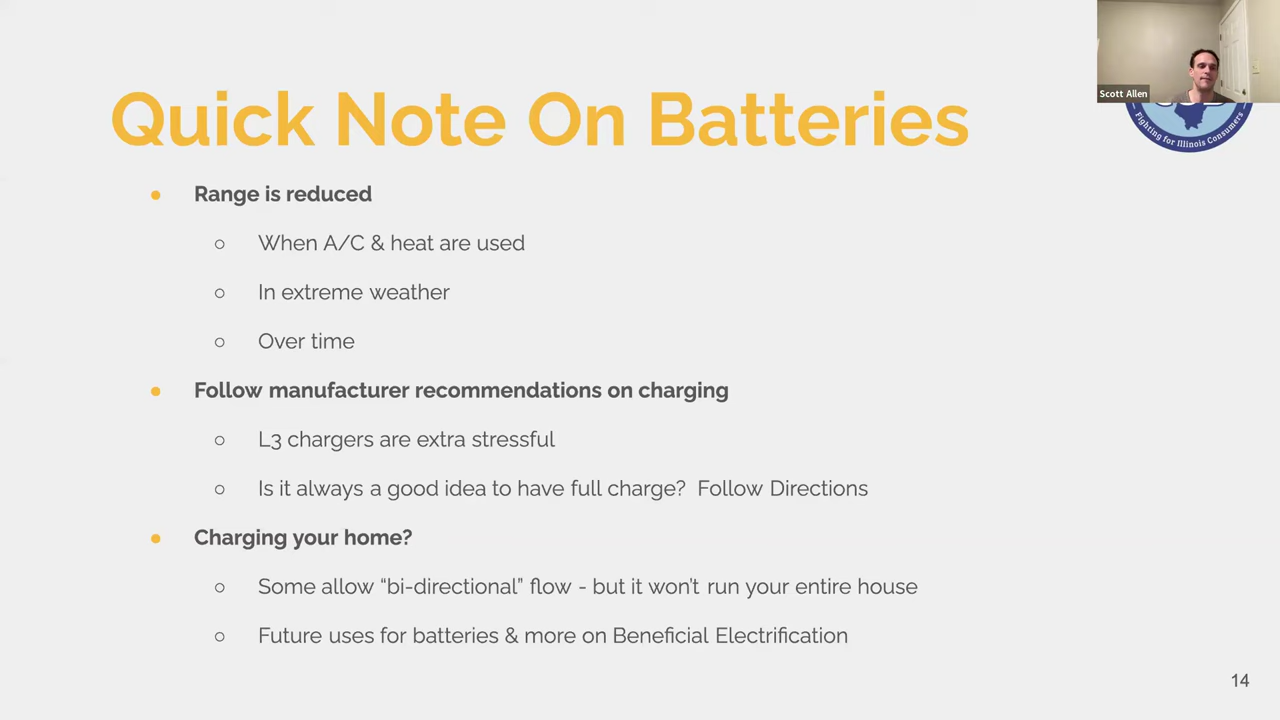 Scott Allen
Fighting for Illinois Consumers
Quick Note On Batteries
● Range is reduced
○ When A/C & heat are used
○ In extreme weather
○ Over time
● Follow manufacturer recommendations on charging
○ L3 chargers are extra stressful
○ Is it always a good idea to have full charge?  Follow Directions
● Charging your home?
○ Some allow “bi-directional” flow - but it won’t run your entire house
○ Future uses for batteries & more on Beneficial Electrification
14